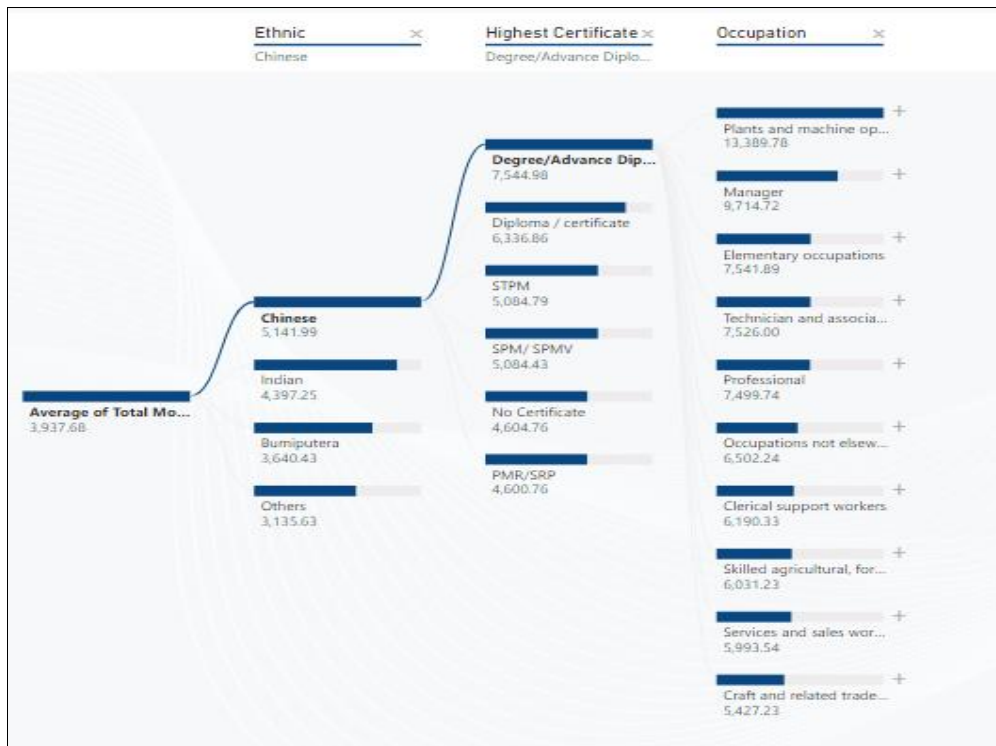 Ethnic
Chinese
Highest Certificate
Degree/Advance Diplo...
Occupation
Average of Total Mo...
3,937.68
Chinese
5,141.99
Indian
4,397.25
Bumiputera
3,640.43
Others
3,135.63
Degree/Advance Dip...
7,544.98
Diploma / certificate
6,336.86
STPM
5,084.79
SPM/ SPMV
5,084.43
No Certificate
4,604.76
PMR/SRP
4,600.76
Plants and machine op...
13,389.78
Manager
9,714.72
Elementary occupations
7,541.89
Technician and associa...
7,526.00
Professional
7,499.74
Occupations not elsew...
6,502.24
Clerical support workers
6,190.33
Skilled agricultural, for...
6,031.23
Services and sales wor...
5,993.54
Craft and related trade...
5,427.23